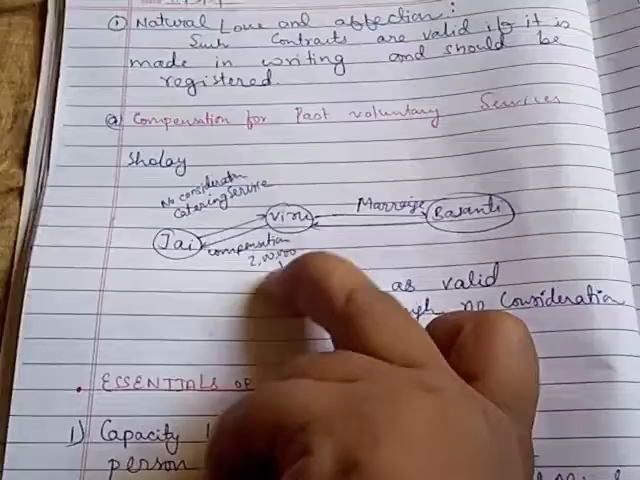 ① Natural Love and affection:
Such Contracts are valid if it is
made in writing and should be
registered.
② Compensation for Past voluntary Services
Sholay
No consideration
Catering Service
Jai
Viru
Marraige
Basanti
compensation
2,00,000
as valid
no Consideration
• ESSENTIALS OF
1) Capacity
person